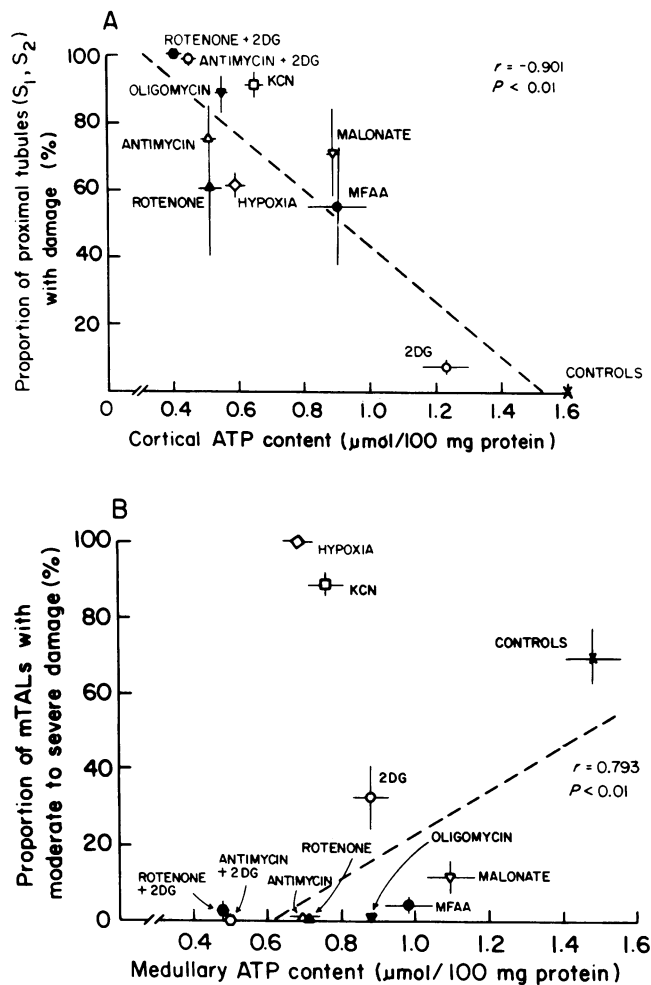 A
ROTENONE + 2DG
ANTIMYCIN + 2DG
OLIGOMYCIN
KCN
r = -0.901
P < 0.01
ANTIMYCIN
MALONATE
ROTENONE
HYPOXIA
MFAA
2DG
CONTROLS
100
80
60
40
20
0
Proportion of proximal tubules (S1, S2)
with damage (%)
0 0.4 0.6 0.8 1.0 1.2 1.4 1.6
Cortical ATP content (μmol/100 mg protein)
B
HYPOXIA
KCN
CONTROLS
r = 0.793
P < 0.01
2DG
ROTENONE
OLIGOMYCIN
ANTIMYCIN
+ 2DG
ROTENONE
+ 2DG
ANTIMYCIN
MALONATE
MFAA
100
80
60
40
20
0
Proportion of mTALs with
moderate to severe damage (%)
0 0.4 0.6 0.8 1.0 1.2 1.4 1.6
Medullary ATP content (μmol/100 mg protein)